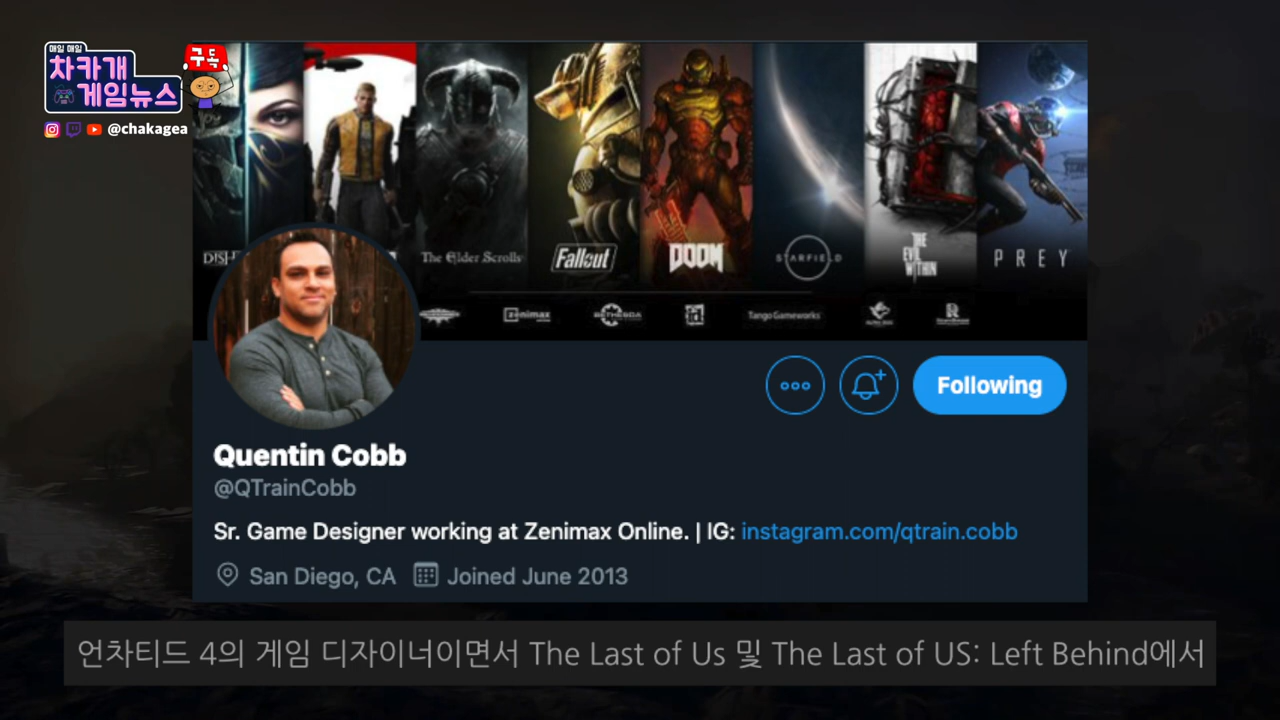 매일 매일
차카개
게임뉴스
구독
@chakagea
The Elder Scrolls
Fallout
DOOM
STARFIELD
THE EVIL WITHIN
PREY
Zenimax
BETHESDA
id
Tango Gameworks
Following
Quentin Cobb
@QTrainCobb
Sr. Game Designer working at Zenimax Online. | IG: instagram.com/qtrain.cobb
San Diego, CA Joined June 2013
언차티드 4의 게임 디자이너이면서 The Last of Us 및 The Last of US: Left Behind에서